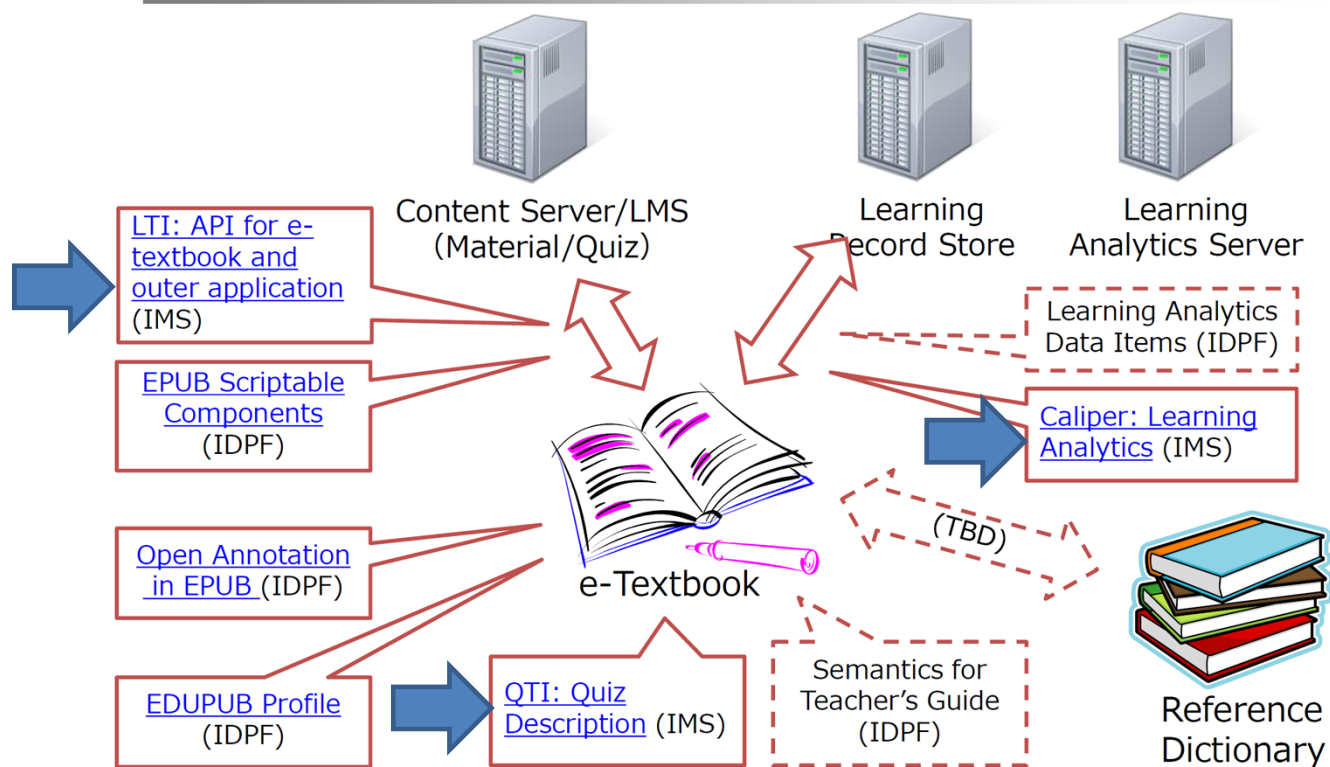 Content Server/LMS
(Material/Quiz)
Learning
Record Store
Learning
Analytics Server
LTI: API for e-
textbook and
outer application
(IMS)
EPUB Scriptable
Components
(IDPF)
Learning Analytics
Data Items (IDPF)
Caliper: Learning
Analytics (IMS)
Open Annotation
in EPUB (IDPF)
e-Textbook
(TBD)
EDUPUB Profile
(IDPF)
QTI: Quiz
Description (IMS)
Semantics for
Teacher’s Guide
(IDPF)
Reference
Dictionary